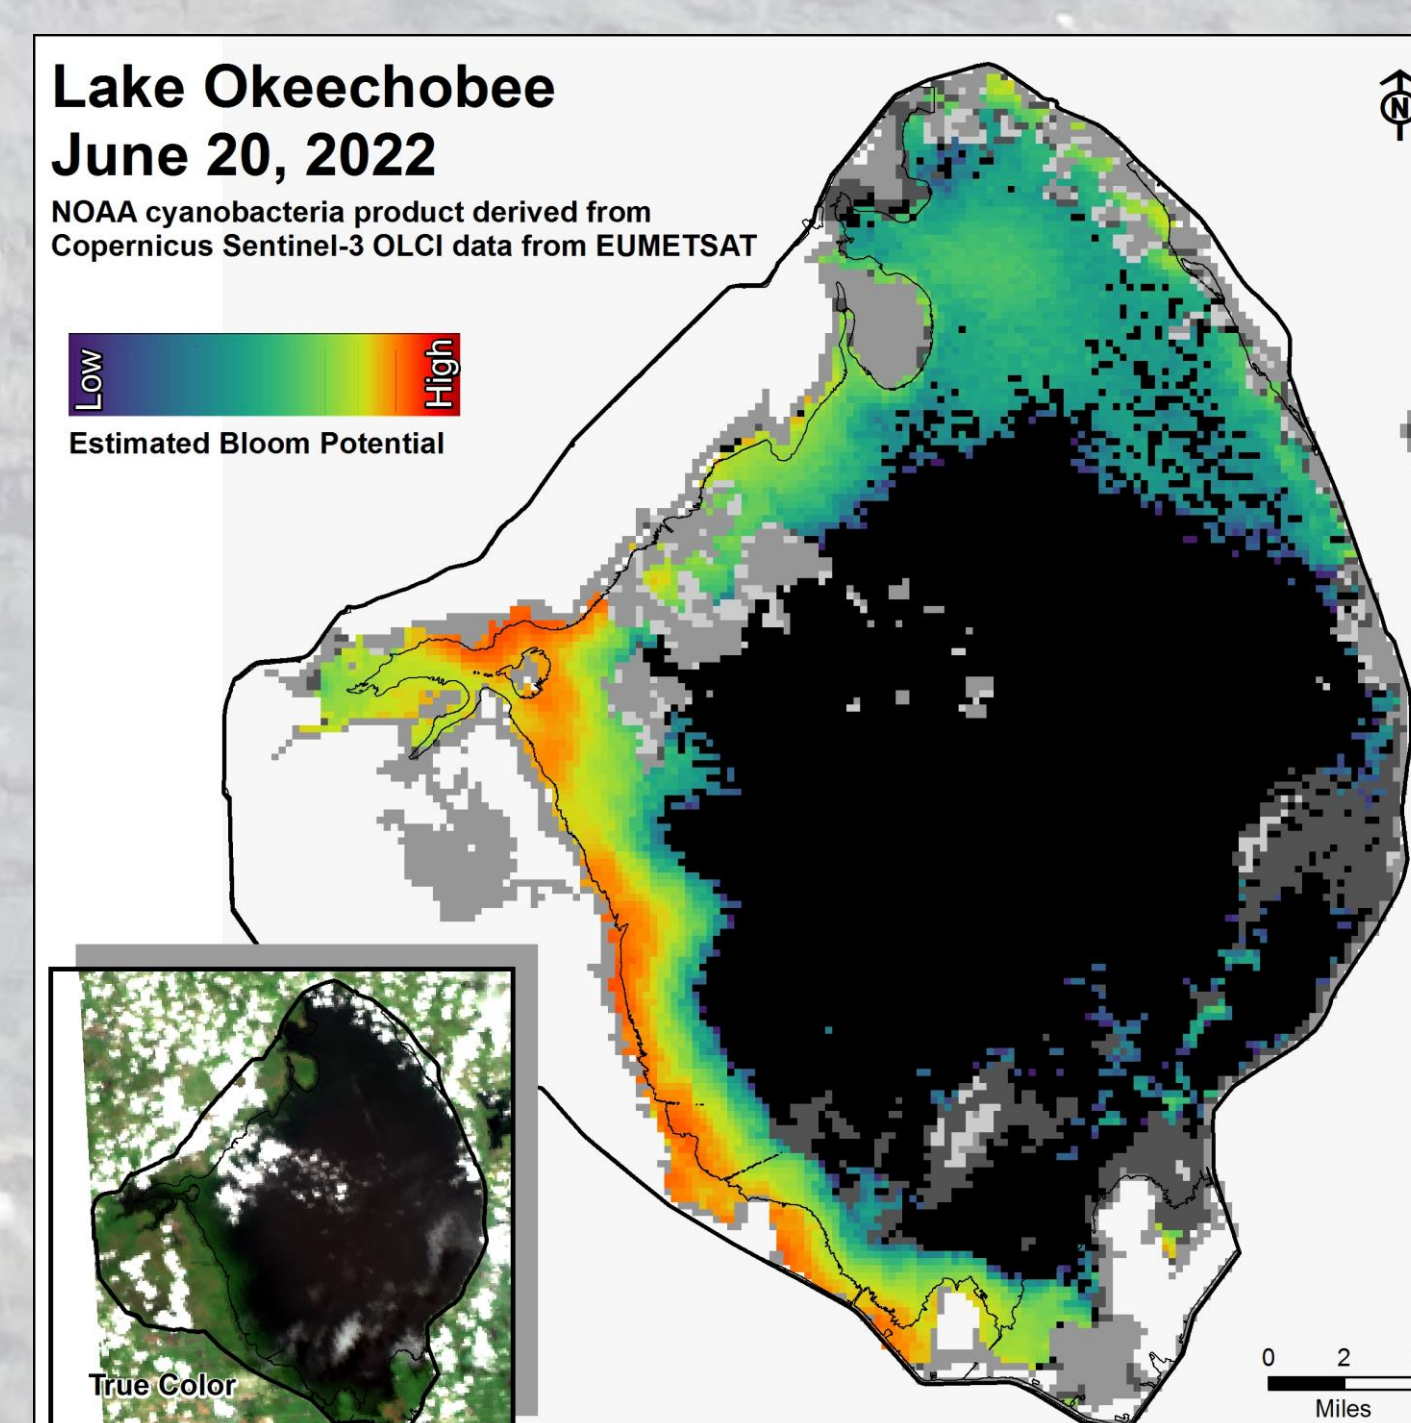 Lake Okeechobee
June 20, 2022
NOAA cyanobacteria product derived from
Copernicus Sentinel-3 OLCI data from EUMETSAT
N
Low
High
Estimated Bloom Potential
True Color
0 2
Miles